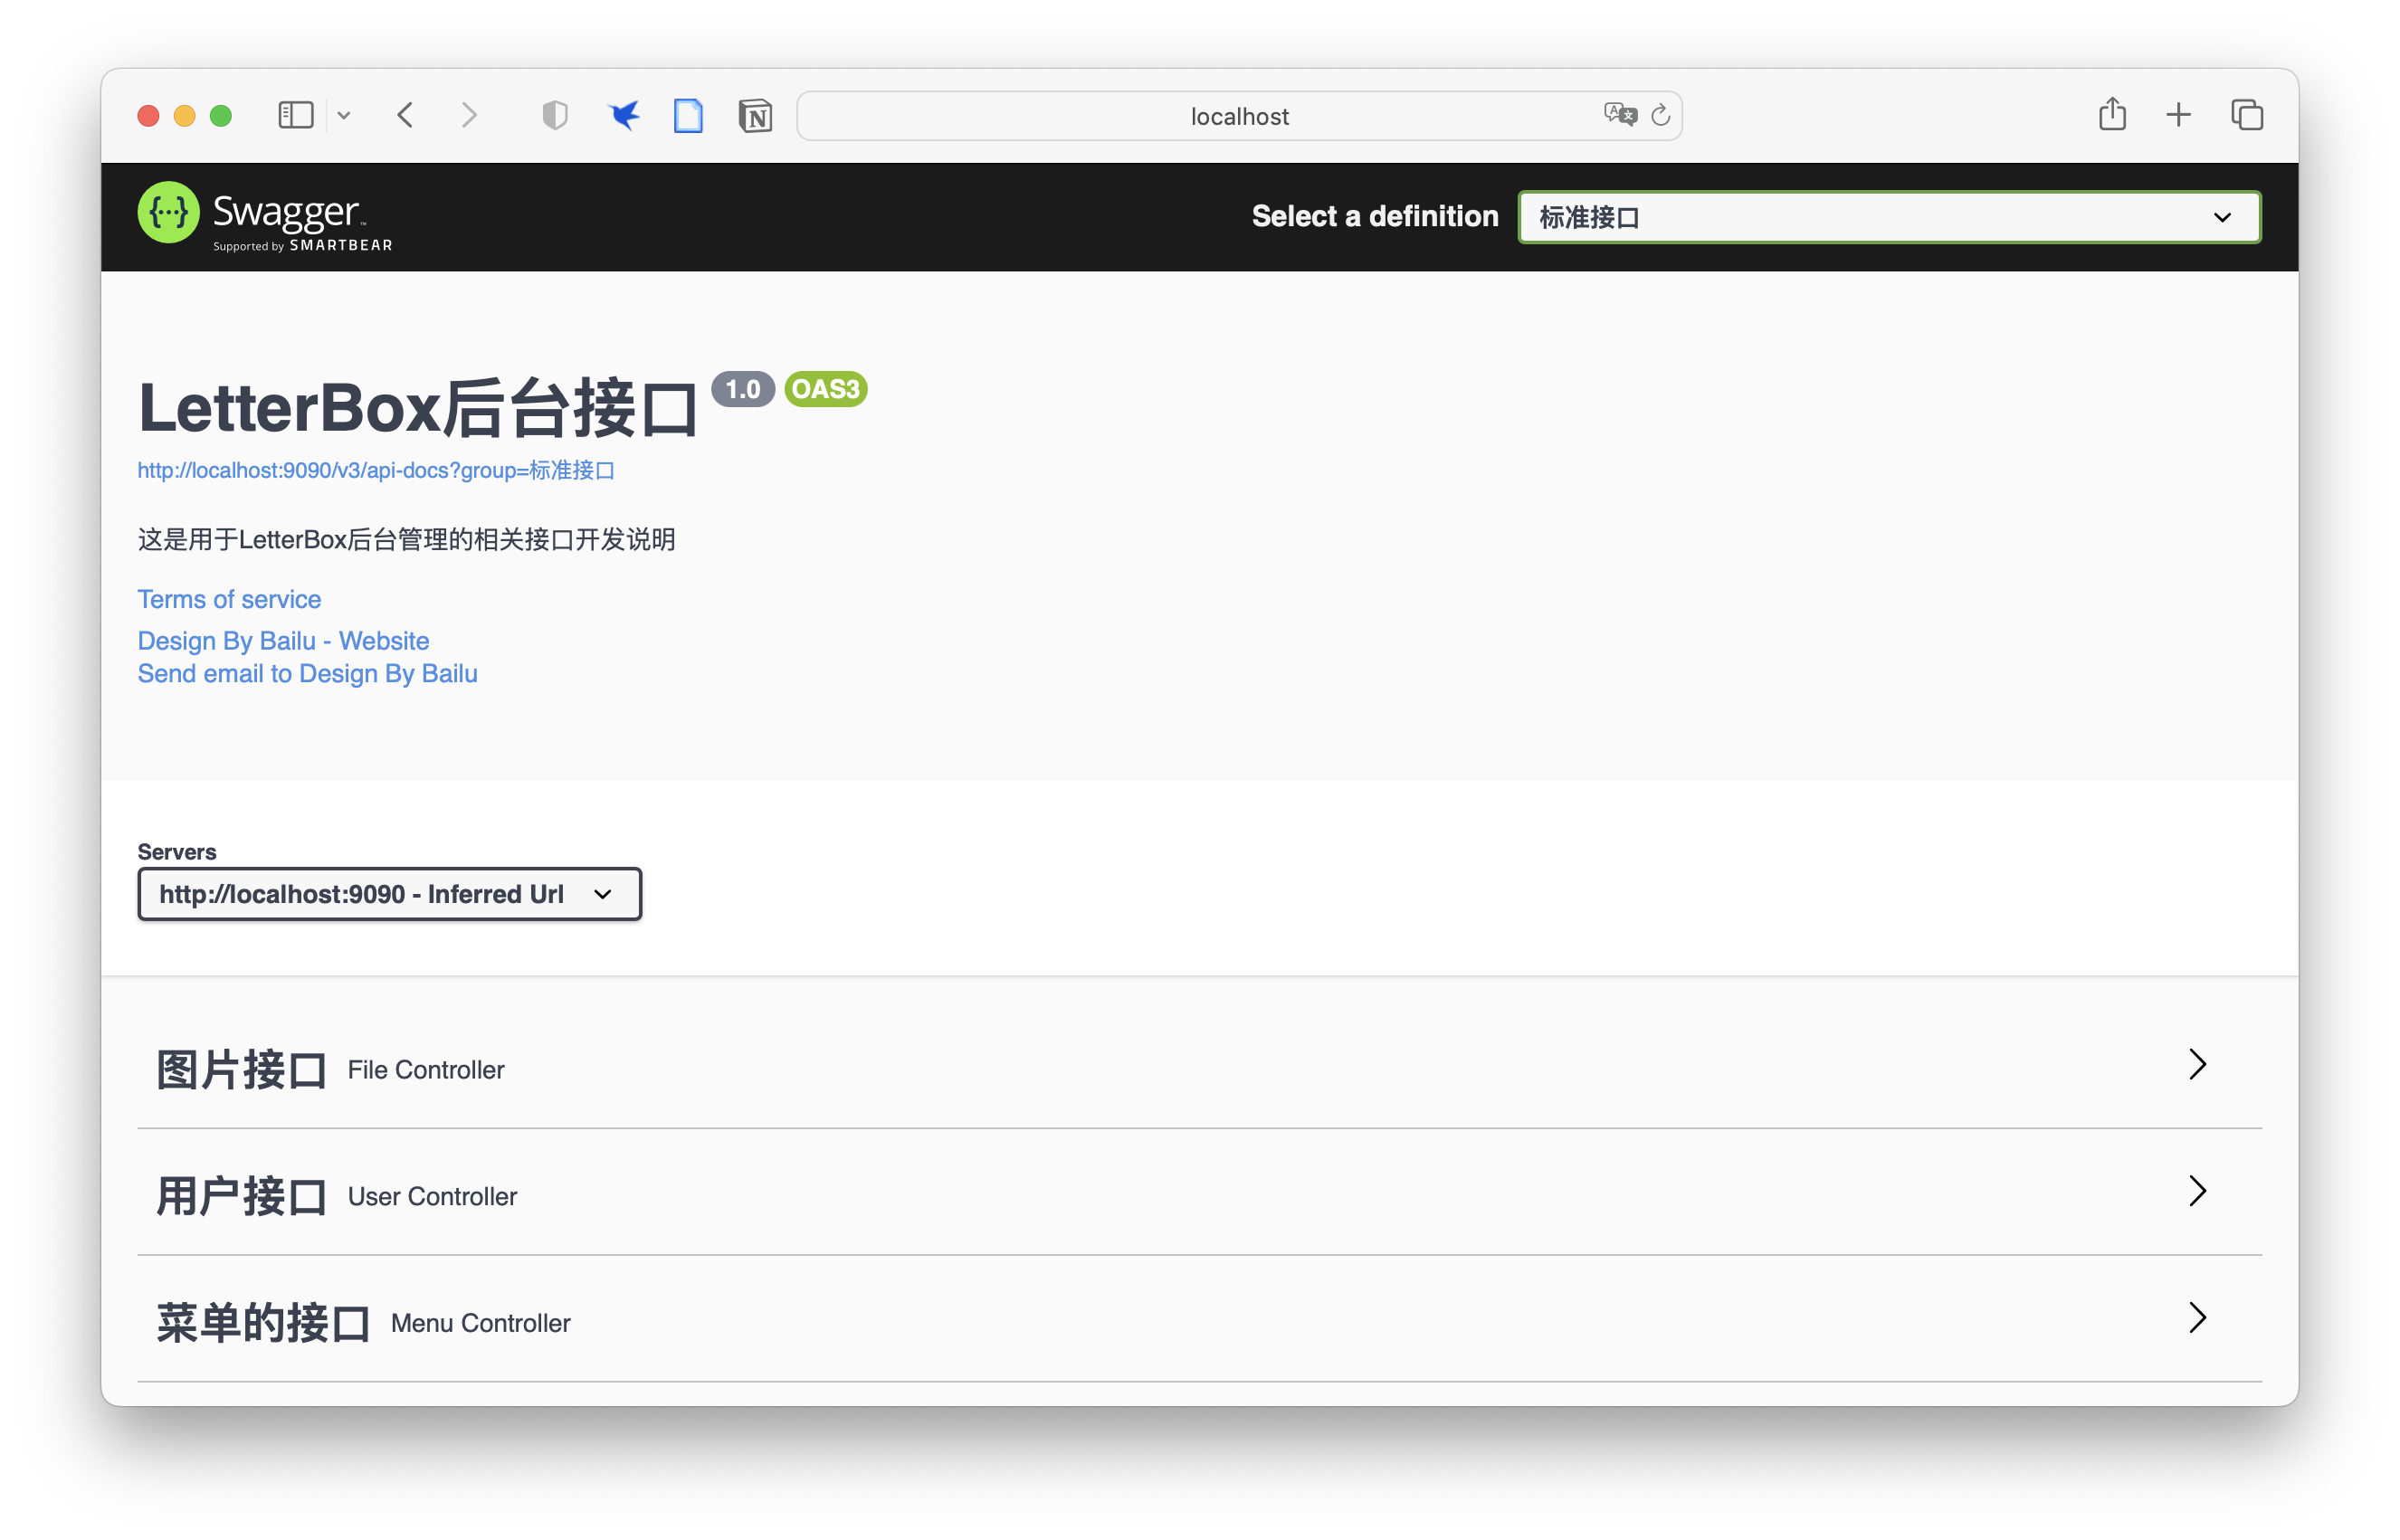 localhost
Swagger™
Supported by SMARTBEAR
Select a definition
标准接口
LetterBox后台接口 1.0 OAS3
http://localhost:9090/v3/api-docs?group=标准接口
这是用于LetterBox后台管理的相关接口开发说明
Terms of service
Design By Bailu - Website
Send email to Design By Bailu
Servers
http://localhost:9090 - Inferred Url
图片接口 File Controller
用户接口 User Controller
菜单的接口 Menu Controller